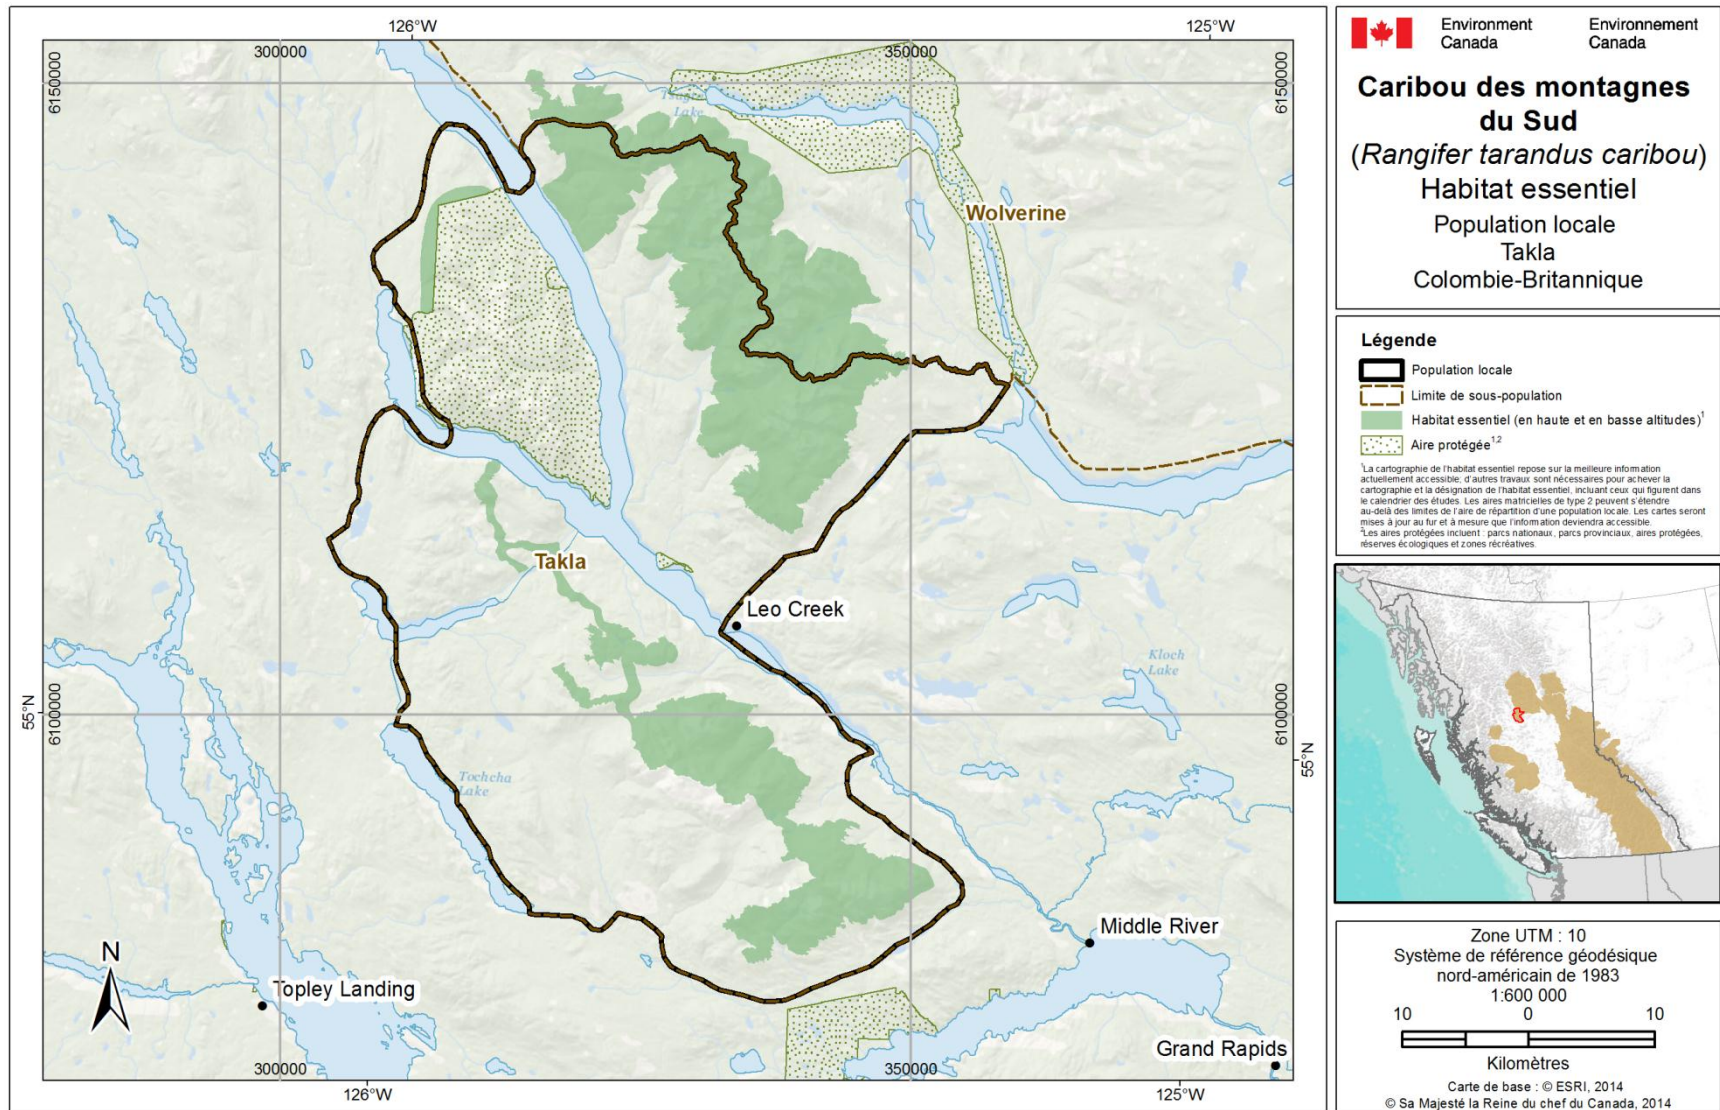 126°W
125°W
300000
350000
6150000
6150000
Lake
Wolverine
Takla
Leo Creek
Kloch
Lake
55°N
6100000
6100000
55°N
Tochcha
Lake
Middle River
N
Topley Landing
Grand Rapids
300000
350000
126°W
125°W
Environment
Canada
Environnement
Canada
Caribou des montagnes
du Sud
(Rangifer tarandus caribou)
Habitat essentiel
Population locale
Takla
Colombie-Britannique
Légende
Population locale
Limite de sous-population
Habitat essentiel (en haute et en basse altitudes)1
Aire protégée1,2
1La cartographie de l'habitat essentiel repose sur la meilleure information
actuellement accessible; d'autres travaux sont nécessaires pour achever la
cartographie et la désignation de l'habitat essentiel, incluant ceux qui figurent dans
le calendrier des études. Les aires matricielles de type 2 peuvent s'étendre
au-delà des limites de l'aire de répartition d'une population locale. Les cartes seront
mises à jour au fur et à mesure que l'information deviendra accessible.
2Les aires protégées incluent : parcs nationaux, parcs provinciaux, aires protégées,
réserves écologiques et zones récréatives.
Zone UTM : 10
Système de référence géodésique
nord-américain de 1983
1:600 000
10 0 10
Kilomètres
Carte de base : © ESRI, 2014
© Sa Majesté la Reine du chef du Canada, 2014